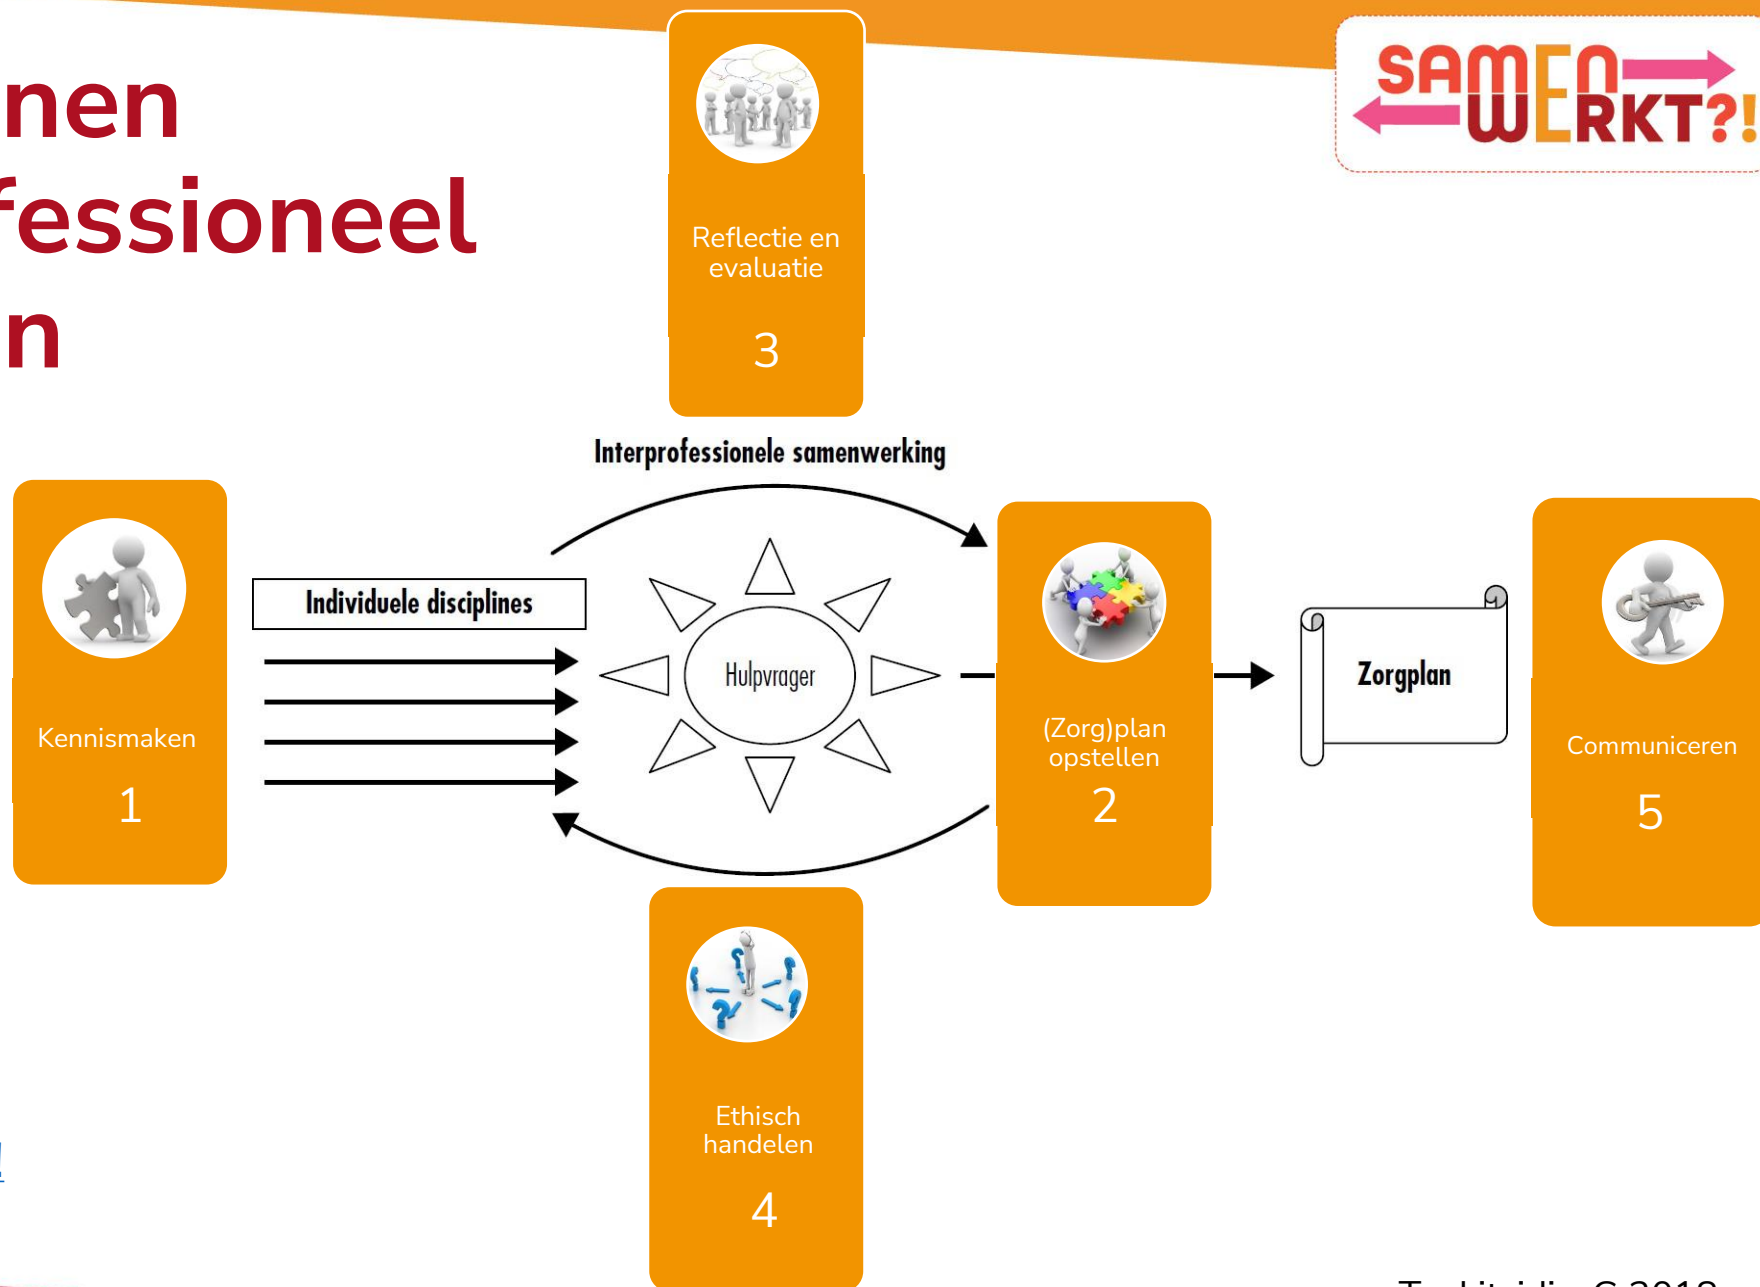 nen
fessioneel
n
SAMEN
WERKT?!
Reflectie en
evaluatie
3
Interprofessionele samenwerking
Kennismaken
1
Individuele disciplines
Hulpvrager
(Zorg)plan
opstellen
2
Zorgplan
Communiceren
5
Ethisch
handelen
4